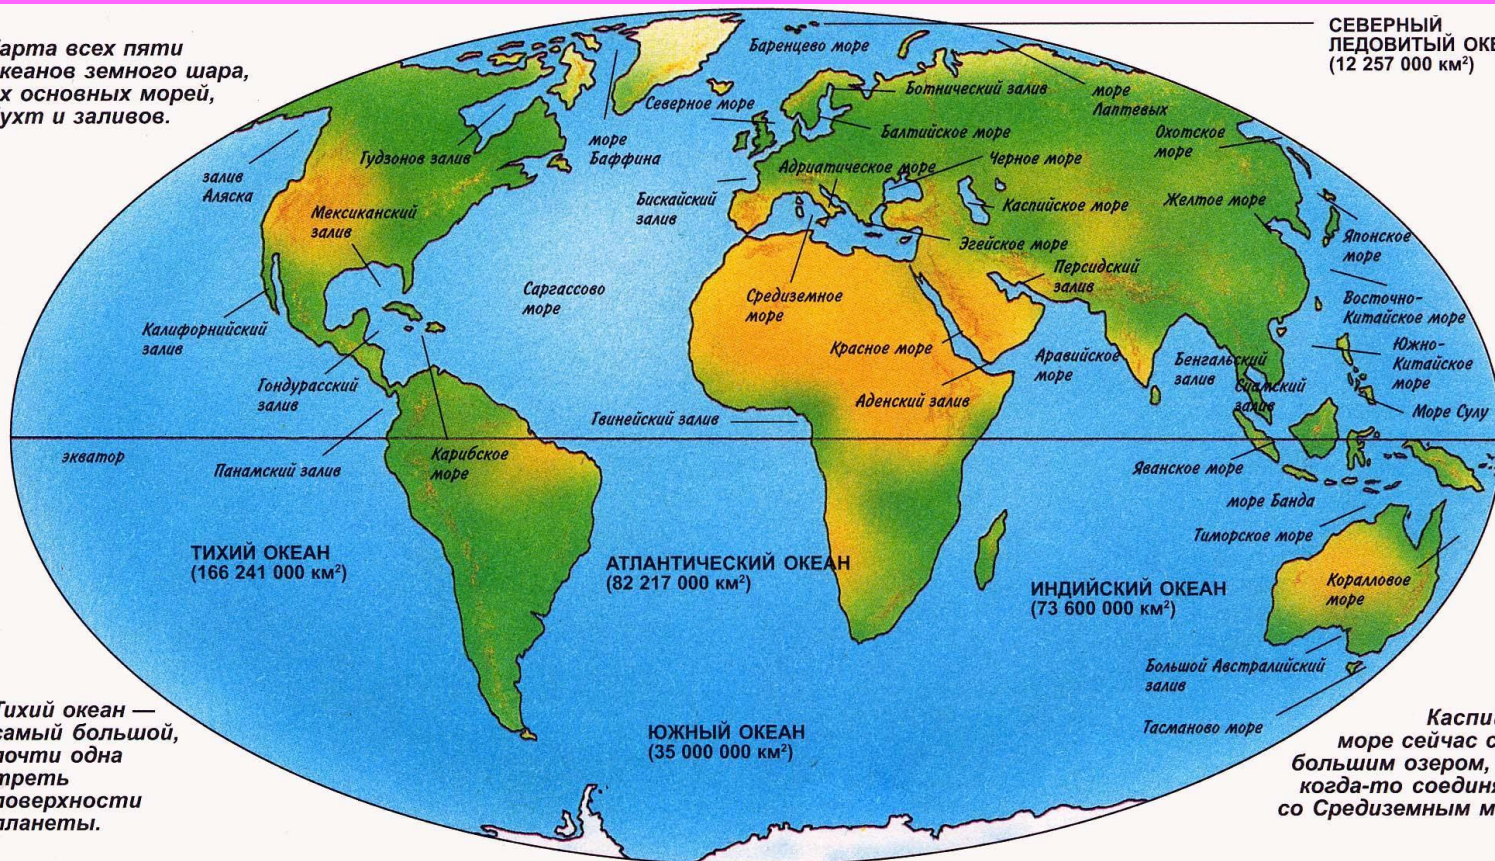 арта всех пяти
кеанов земного шара,
х основных морей,
ухт и заливов.
СЕВЕРНЫЙ
ЛЕДОВИТЫЙ ОКЕ
(12 257 000 км²)
Баренцево море
Ботнический залив
море
Лаптевых
Северное море
Балтийское море
Охотское
море
море
Баффина
Гудзонов залив
залив
Аляска
Адриатическое море
Черное море
Бискайский
залив
Каспийское море
Желтое море
Мексиканский
залив
Эгейское море
Японское
море
Персидский
залив
Саргассово
море
Средиземное
море
Восточно-
Китайское море
Калифорнийский
залив
Красное море
Аравийское
море
Бенгальский
залив
Южно-
Китайское
море
Гондурасский
залив
Аденский залив
Сиамский
залив
Море Сулу
Гвинейский залив
экватор
Панамский залив
Карибское
море
Яванское море
море Банда
Тиморское море
ТИХИЙ ОКЕАН
(166 241 000 км²)
АТЛАНТИЧЕСКИЙ ОКЕАН
(82 217 000 км²)
ИНДИЙСКИЙ ОКЕАН
(73 600 000 км²)
Коралловое
море
Большой Австралийский
залив
Тасманово море
ЮЖНЫЙ ОКЕАН
(35 000 000 км²)
Тихий океан —
самый большой,
почти одна
треть
поверхности
планеты.
Каспий
море сейчас с
большим озером,
когда-то соединя
со Средиземным м